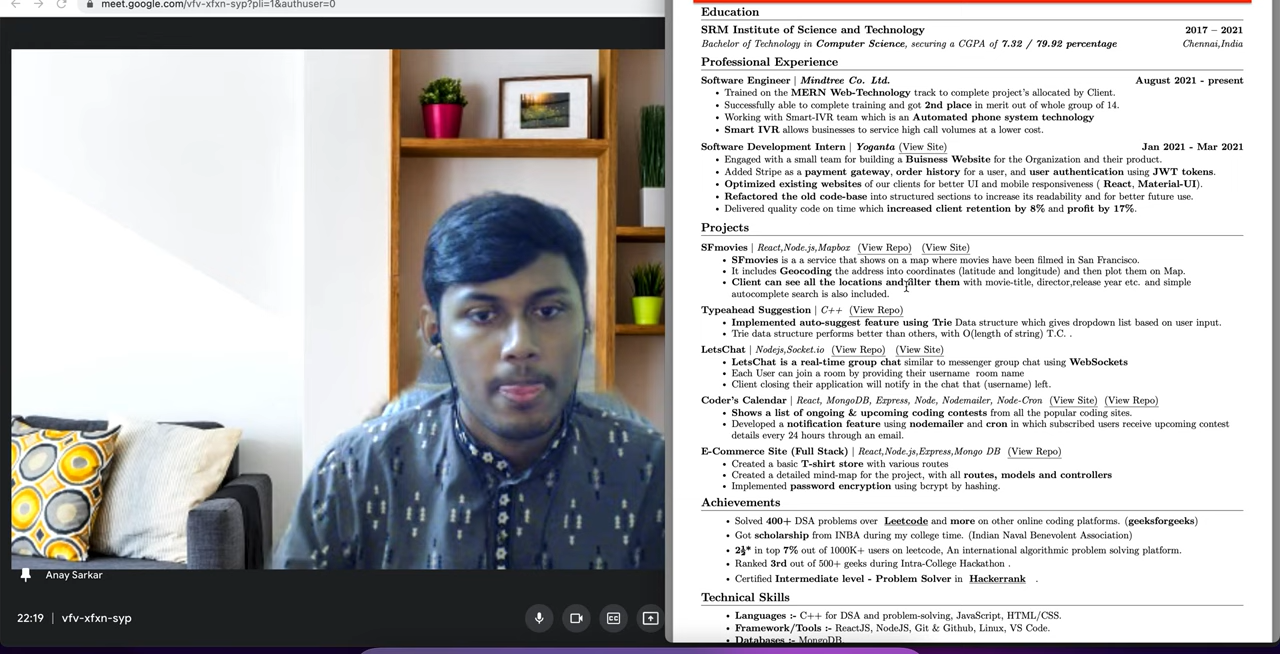 meet.google.com/vfv-xfxn-syp?pli=1&authuser=0
Anay Sarkar
22:19 | vfv-xfxn-syp
Education
SRM Institute of Science and Technology 2017 – 2021
Bachelor of Technology in Computer Science, securing a CGPA of 7.32 / 79.92 percentage Chennai,India
Professional Experience
Software Engineer | Mindtree Co. Ltd. August 2021 - present
• Trained on the MERN Web-Technology track to complete project's allocated by Client.
• Successfully able to complete training and got 2nd place in merit out of whole group of 14.
• Working with Smart-IVR team which is an Automated phone system technology
• Smart IVR allows businesses to service high call volumes at a lower cost.
Software Development Intern | Yoganta (View Site) Jan 2021 - Mar 2021
• Engaged with a small team for building a Buisness Website for the Organization and their product.
• Added Stripe as a payment gateway, order history for a user, and user authentication using JWT tokens.
• Optimized existing websites of our clients for better UI and mobile responsiveness ( React, Material-UI).
• Refactored the old code-base into structured sections to increase its readability and for better future use.
• Delivered quality code on time which increased client retention by 8% and profit by 17%.
Projects
SFmovies | React,Node.js,Mapbox (View Repo) (View Site)
• SFmovies is a a service that shows on a map where movies have been filmed in San Francisco.
• It includes Geocoding the address into coordinates (latitude and longitude) and then plot them on Map.
• Client can see all the locations and filter them with movie-title, director,release year etc. and simple
autocomplete search is also included.
Typeahead Suggestion | C++ (View Repo)
• Implemented auto-suggest feature using Trie Data structure which gives dropdown list based on user input.
• Trie data structure performs better than others, with O(length of string) T.C. .
LetsChat | Nodejs,Socket.io (View Repo) (View Site)
• LetsChat is a real-time group chat similar to messenger group chat using WebSockets
• Each User can join a room by providing their username room name
• Client closing their application will notify in the chat that (username) left.
Coder's Calendar | React, MongoDB, Express, Node, Nodemailer, Node-Cron (View Site) (View Repo)
• Shows a list of ongoing & upcoming coding contests from all the popular coding sites.
• Developed a notification feature using nodemailer and cron in which subscribed users receive upcoming contest
details every 24 hours through an email.
E-Commerce Site (Full Stack) | React,Node.js,Express,Mongo DB (View Repo)
• Created a basic T-shirt store with various routes
• Created a detailed mind-map for the project, with all routes, models and controllers
• Implemented password encryption using bcrypt by hashing.
Achievements
• Solved 400+ DSA problems over Leetcode and more on other online coding platforms. (geeksforgeeks)
• Got scholarship from INBA during my college time. (Indian Naval Benevolent Association)
• in top 7% out of 1000K+ users on leetcode, An international algorithmic problem solving platform.
• Ranked 3rd out of 500+ geeks during Intra-College Hackathon .
• Certified Intermediate level - Problem Solver in Hackerrank .
Technical Skills
• Languages :- C++ for DSA and problem-solving, JavaScript, HTML/CSS.
• Framework/Tools :- ReactJS, NodeJS, Git & Github, Linux, VS Code.
• Databases :- MongoDB.